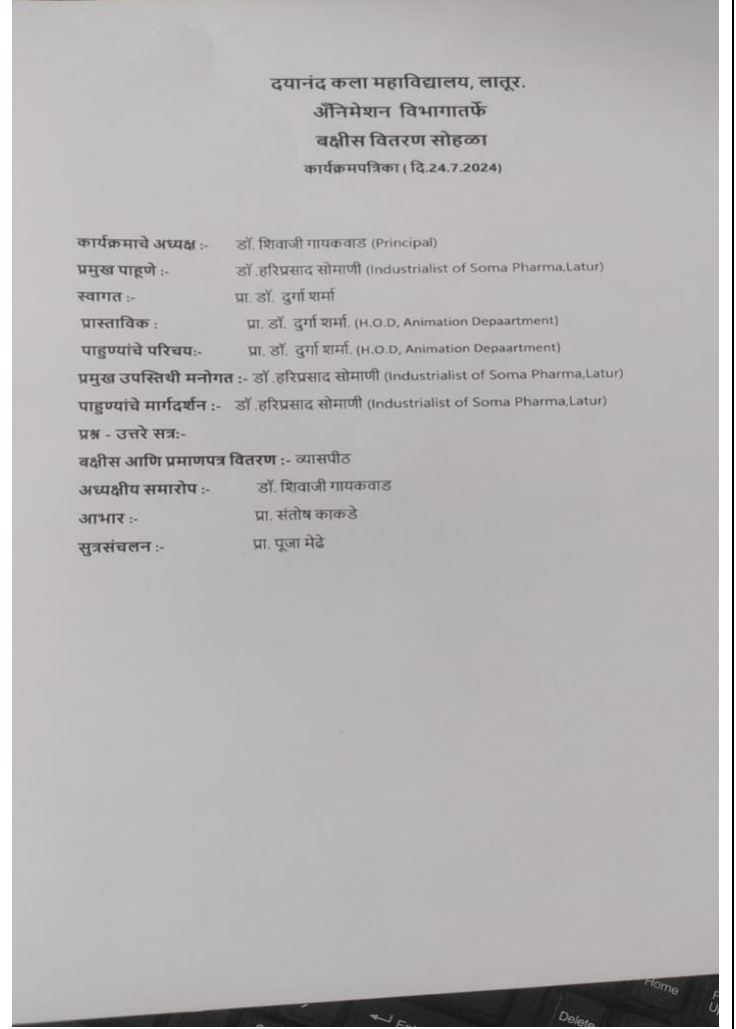 दयानंद कला महाविद्यालय, लातूर.
अँनिमेशन विभागातर्फे
बक्षीस वितरण सोहळा
कार्यक्रमपत्रिका ( दि.24.7.2024)
कार्यक्रमाचे अध्यक्ष :- डॉ. शिवाजी गायकवाड (Principal)
प्रमुख पाहूणे :- डॉ .हरिप्रसाद सोमाणी (Industrialist of Soma Pharma,Latur)
स्वागत :- प्रा. डॉ. दुर्गा शर्मा
प्रास्ताविक : प्रा. डॉ. दुर्गा शर्मा. (H.O.D, Animation Depaartment)
पाहुण्यांचे परिचय:- प्रा. डॉ. दुर्गा शर्मा. (H.O.D, Animation Depaartment)
प्रमुख उपस्तिथी मनोगत :- डॉ .हरिप्रसाद सोमाणी (Industrialist of Soma Pharma,Latur)
पाहुण्यांचे मार्गदर्शन :- डॉ .हरिप्रसाद सोमाणी (Industrialist of Soma Pharma,Latur)
प्रश्न - उत्तरे सत्र:-
बक्षीस आणि प्रमाणपत्र वितरण :- व्यासपीठ
अध्यक्षीय समारोप :- डॉ. शिवाजी गायकवाड
आभार :- प्रा. संतोष काकडे
सुत्रसंचलन :- प्रा. पूजा मेढे
Home
Delete